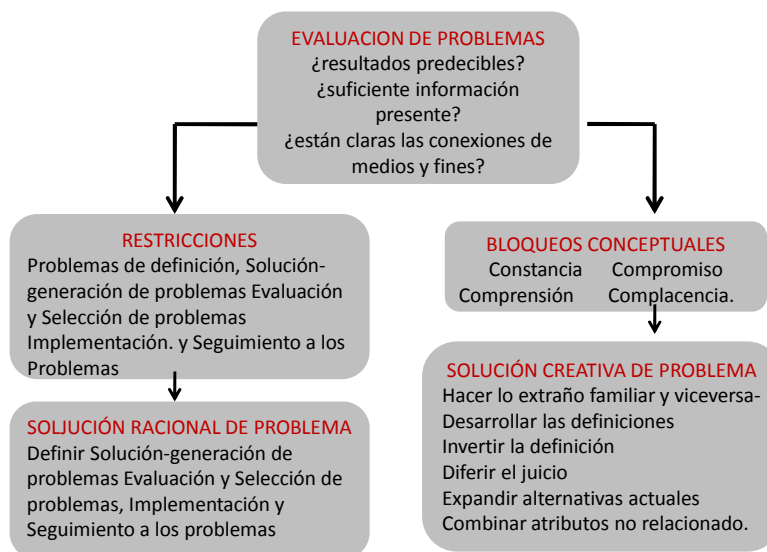 EVALUACION DE PROBLEMAS
¿resultados predecibles?
¿suficiente información
presente?
¿están claras las conexiones de
medios y fines?
RESTRICCIONES
Problemas de definición, Solución-
generación de problemas Evaluación
y Selección de problemas
Implementación. y Seguimiento a los
Problemas
SOLJUCIÓN RACIONAL DE PROBLEMA
Definir Solución-generación de
problemas Evaluación y Selección de
problemas, Implementación y
Seguimiento a los problemas
BLOQUEOS CONCEPTUALES
Constancia Compromiso
Comprensión Complacencia.
SOLUCIÓN CREATIVA DE PROBLEMA
Hacer lo extraño familiar y viceversa-
Desarrollar las definiciones
Invertir la definición
Diferir el juicio
Expandir alternativas actuales
Combinar atributos no relacionado.